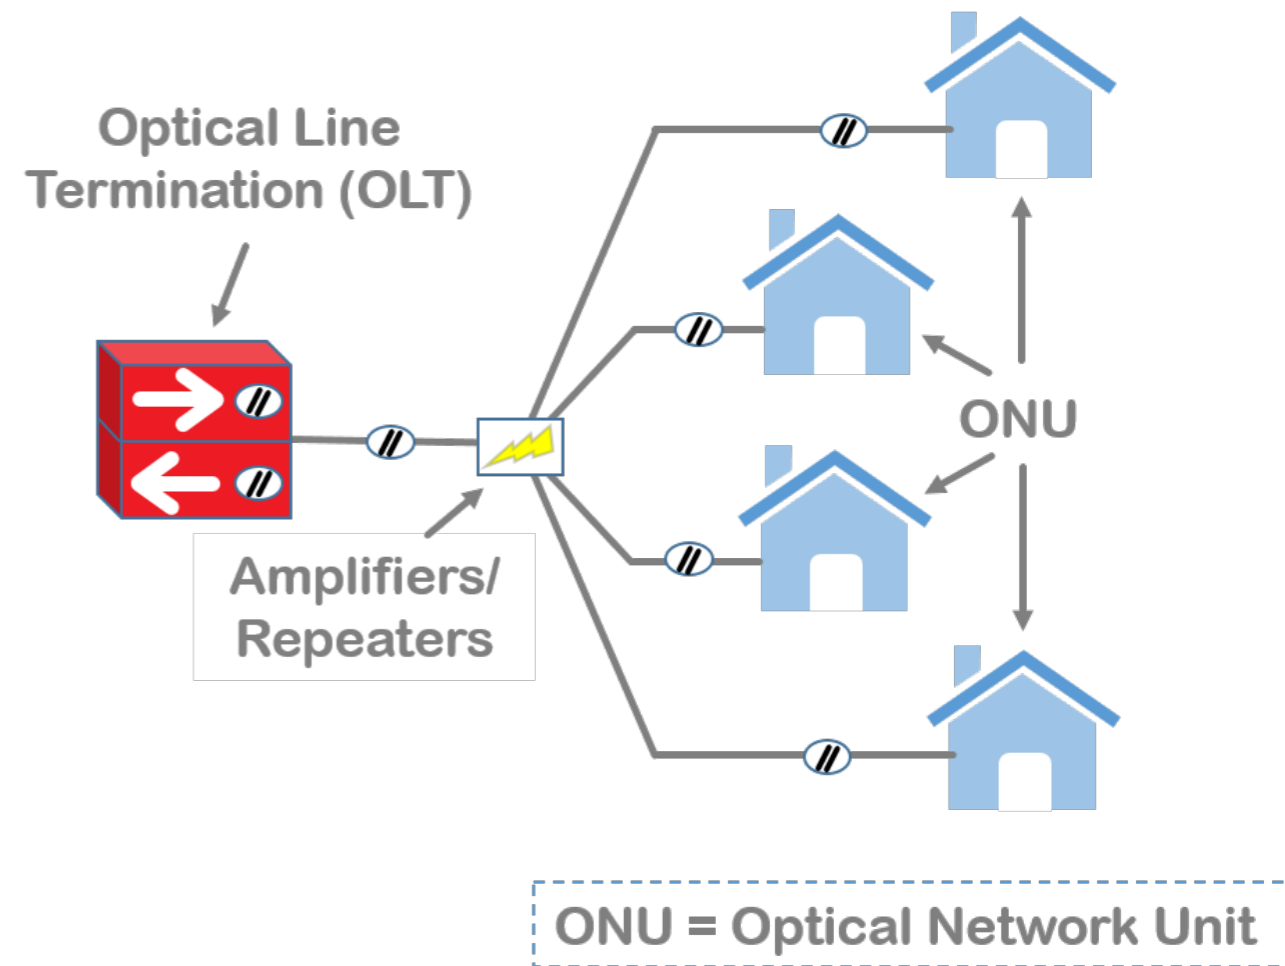 Optical Line
Termination (OLT)
ONU
Amplifiers/
Repeaters
ONU = Optical Network Unit